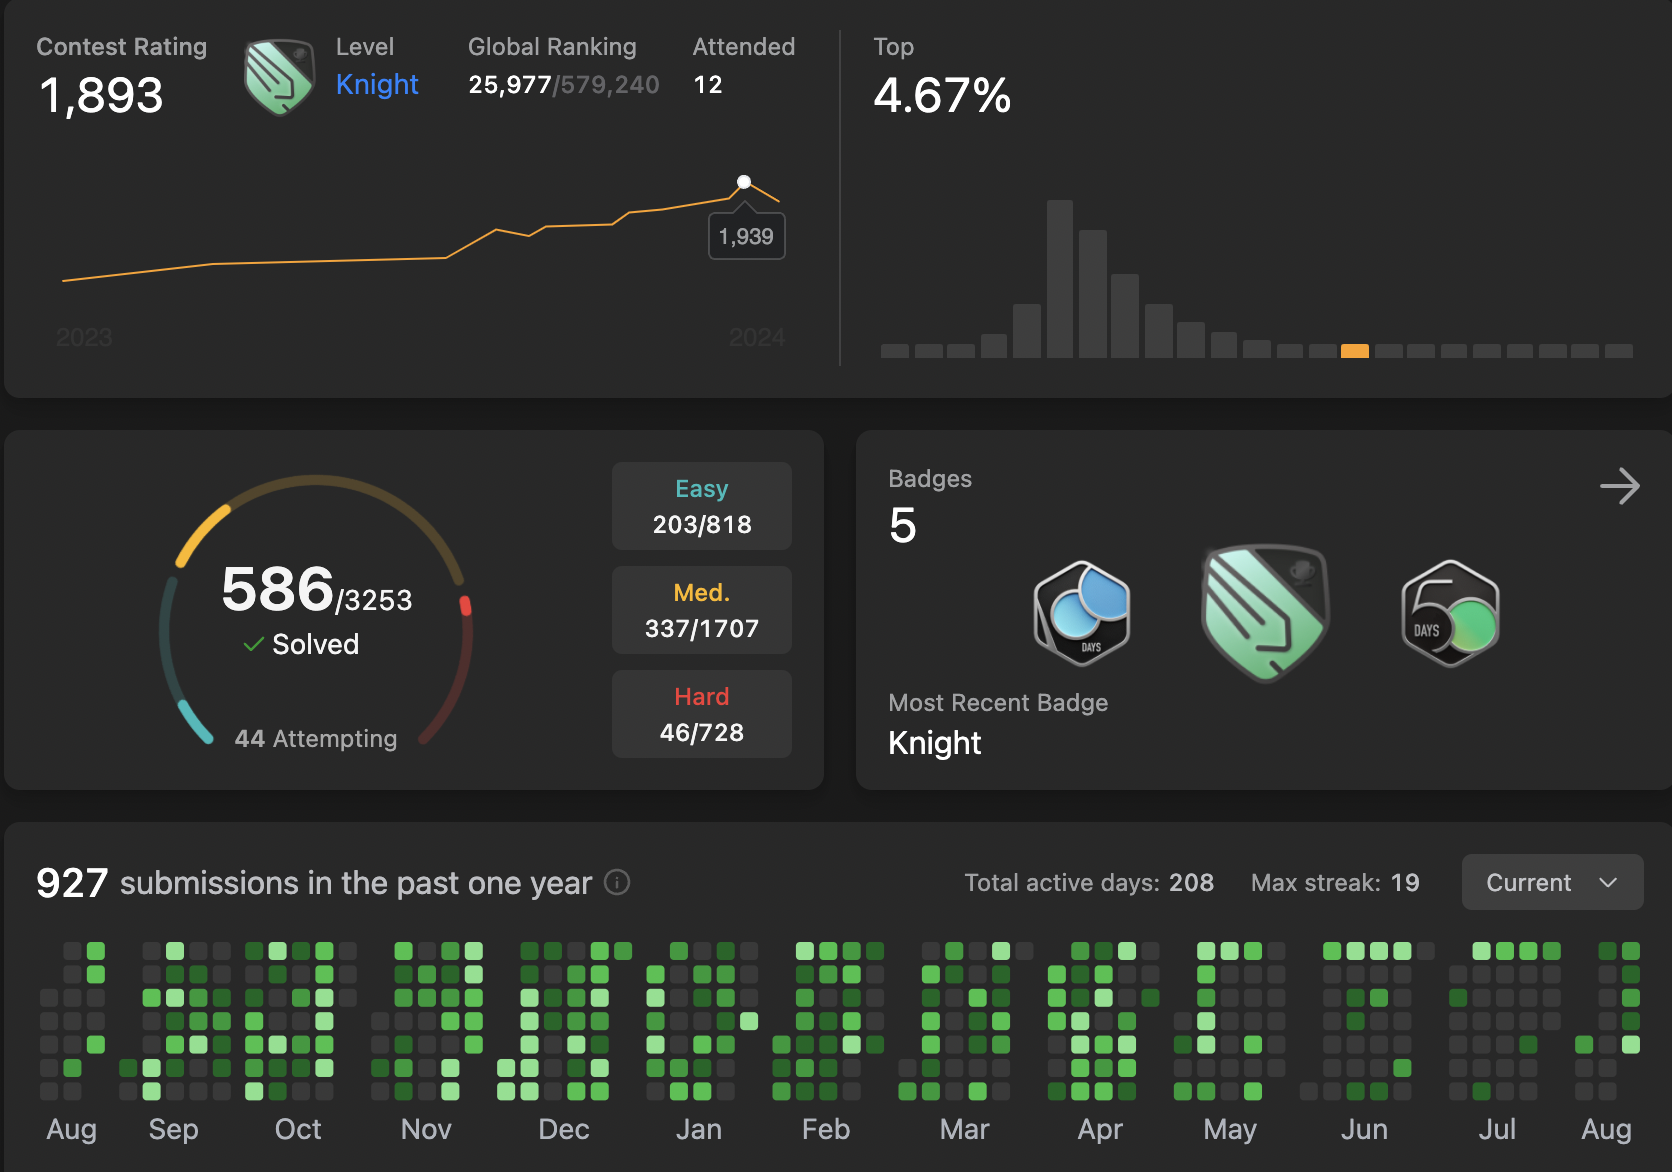 Contest Rating
1,893
Level
Knight
Global Ranking
25,977/579,240
Attended
12
Top
4.67%
1,939
2023
2024
586/3253
Solved
44 Attempting
Easy
203/818
Med.
337/1707
Hard
46/728
Badges
5
DAYS
50
DAYS
Most Recent Badge
Knight
927 submissions in the past one year
Total active days: 208
Max streak: 19
Current
Aug Sep Oct Nov Dec Jan Feb Mar Apr May Jun Jul Aug